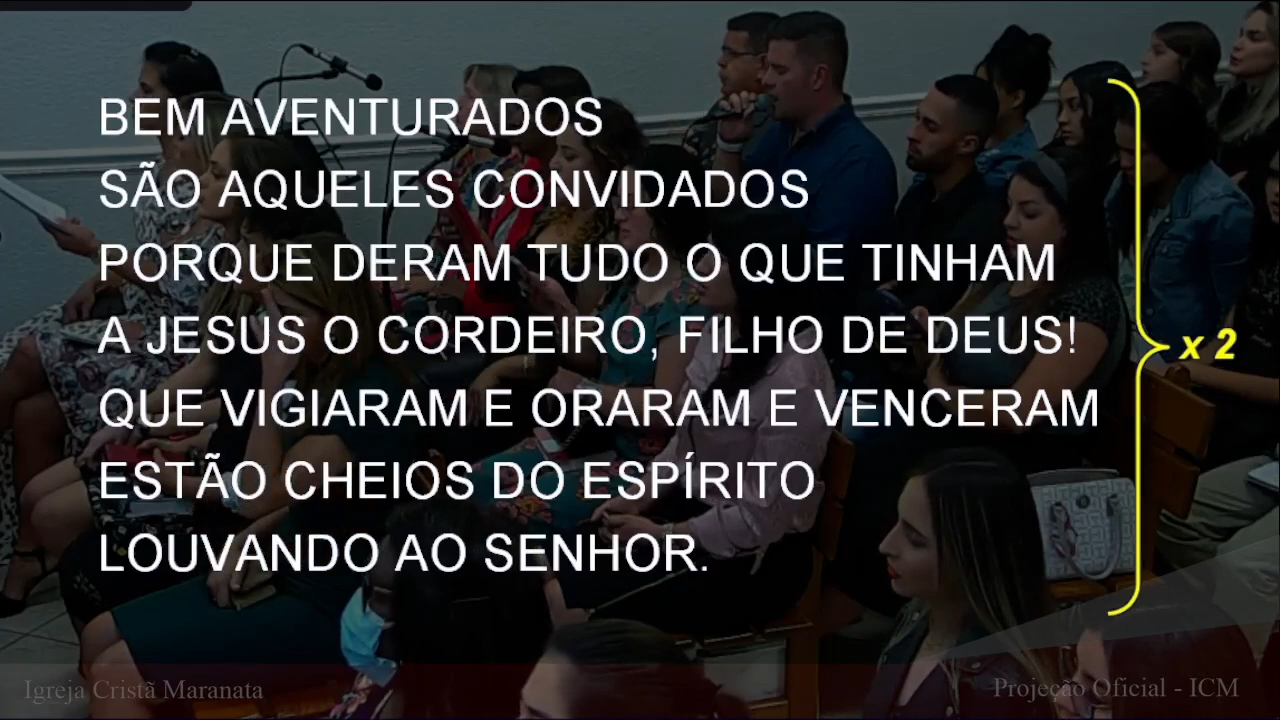 BEM AVENTURADOS
SÃO AQUELES CONVIDADOS
PORQUE DERAM TUDO O QUE TINHAM
A JESUS O CORDEIRO, FILHO DE DEUS!
QUE VIGIARAM E ORARAM E VENCERAM
ESTÃO CHEIOS DO ESPÍRITO
LOUVANDO AO SENHOR.
x 2
Igreja Cristã Maranata
Projeção Oficial - ICM